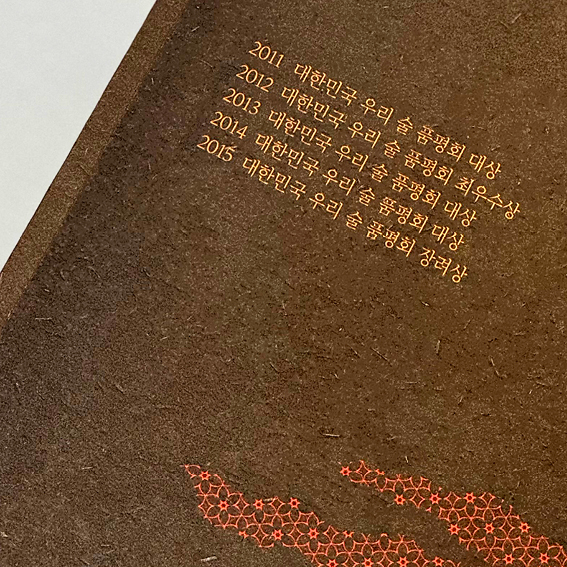 2011 대한민국 우리 술 품평회 대상
2012 대한민국 우리 술 품평회 최우수상
2013 대한민국 우리 술 품평회 대상
2014 대한민국 우리 술 품평회 대상
2015 대한민국 우리 술 품평회 장려상